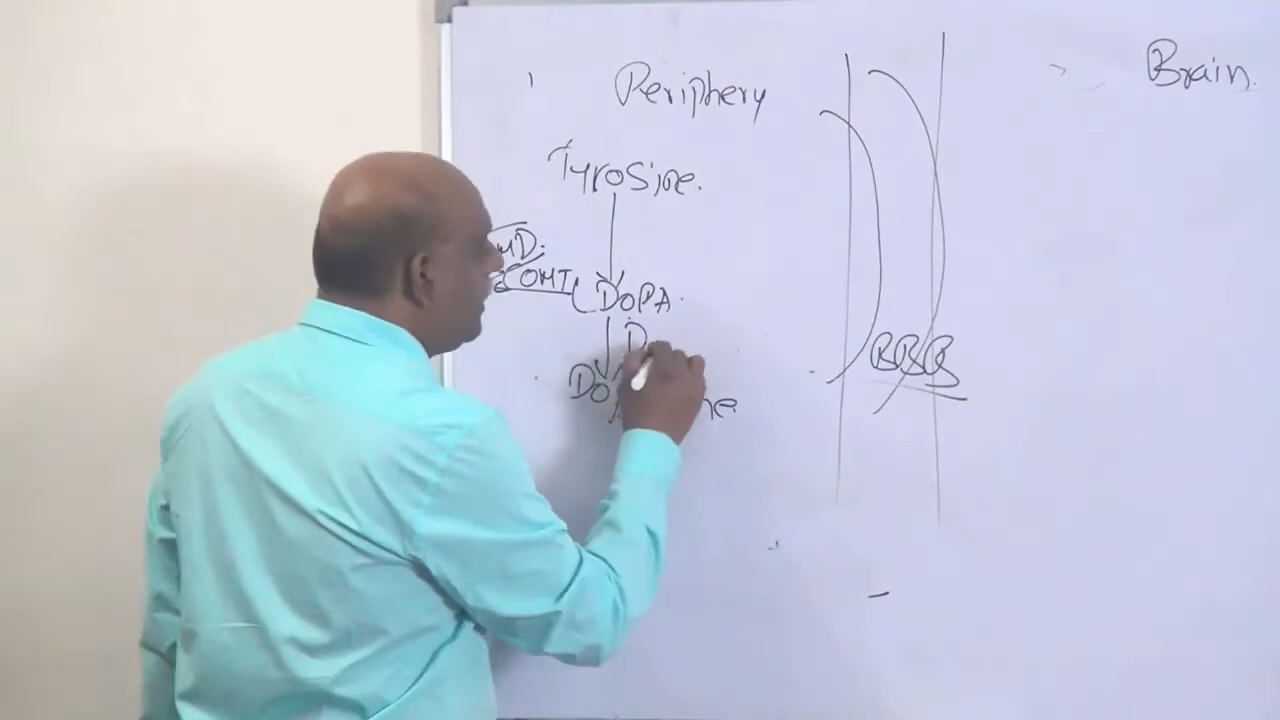 Periphery
Brain.
Tyrosine.
COMT
DOPA.
BBB